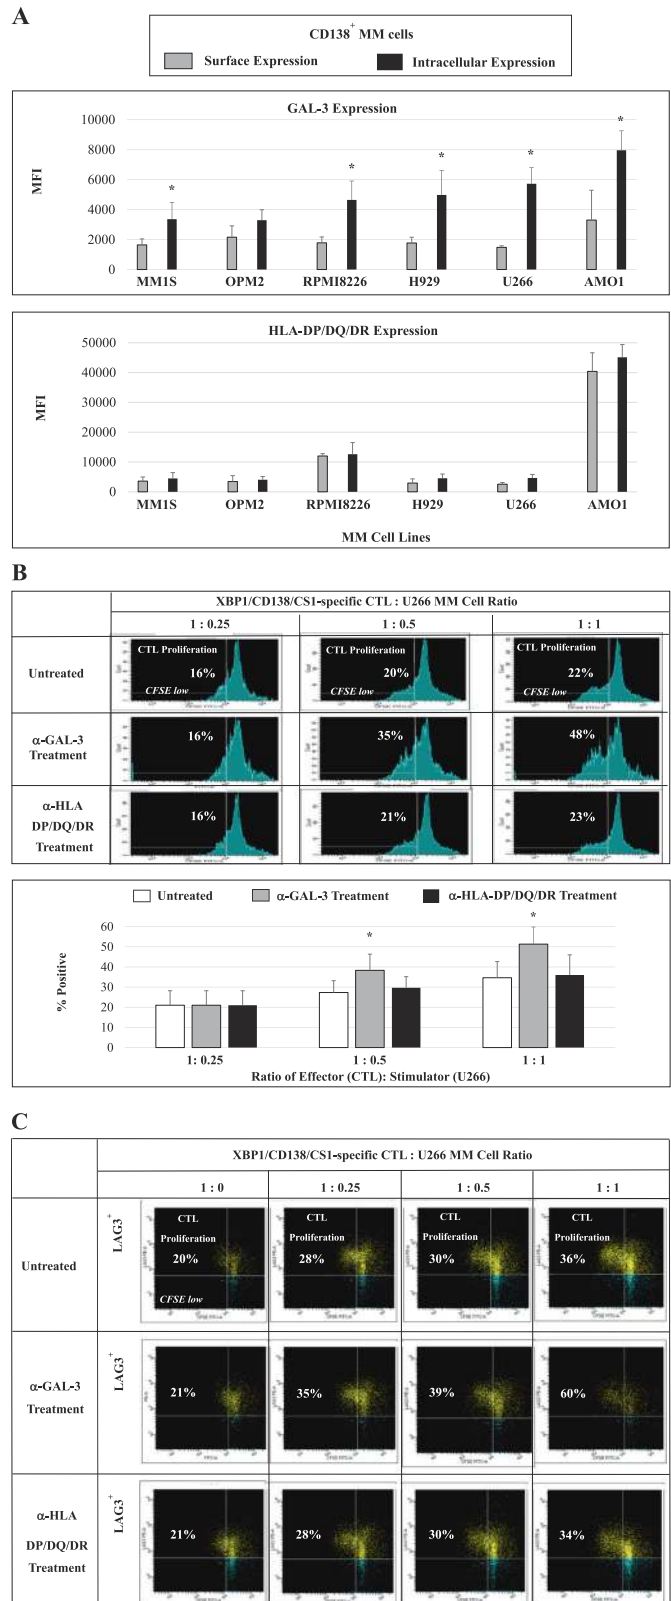 A
CD138+ MM cells
Surface Expression Intracellular Expression
GAL-3 Expression
MFI
10000
8000
6000
4000
2000
0
* * * * *
MM1S OPM2 RPMI8226 H929 U266 AMO1
HLA-DP/DQ/DR Expression
MFI
50000
40000
30000
20000
10000
0
MM1S OPM2 RPMI8226 H929 U266 AMO1
MM Cell Lines
B
XBP1/CD138/CS1-specific CTL : U266 MM Cell Ratio
1 : 0.25 1 : 0.5 1 : 1
Untreated
CTL Proliferation CTL Proliferation CTL Proliferation
16% 20% 22%
CFSE low CFSE low CFSE low
α-GAL-3
Treatment
16% 35% 48%
α-HLA
DP/DQ/DR
Treatment
16% 21% 23%
Untreated α-GAL-3 Treatment α-HLA-DP/DQ/DR Treatment
% Positive
60
50
40
30
20
10
0
* *
1: 0.25 1 : 0.5 1 : 1
Ratio of Effector (CTL): Stimulator (U266)
C
XBP1/CD138/CS1-specific CTL : U266 MM Cell Ratio
1 : 0 1 : 0.25 1 : 0.5 1 : 1
Untreated
LAG3+
CTL CTL CTL CTL
Proliferation Proliferation Proliferation Proliferation
20% 28% 30% 36%
CFSE low
α-GAL-3
Treatment
LAG3+
21% 35% 39% 60%
α-HLA
DP/DQ/DR
Treatment
LAG3+
21% 28% 30% 34%